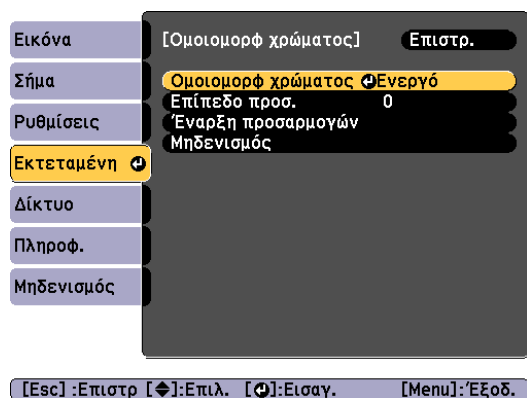 Εικόνα
Σήμα
Ρυθμίσεις
Εκτεταμένη
Δίκτυο
Πληροφ.
Μηδενισμός
[Ομοιομορφ χρώματος] Επιστρ.
Ομοιομορφ χρώματος Ενεργό
Επίπεδο προσ. 0
Έναρξη προσαρμογών
Μηδενισμός
[Esc] :Επιστρ [◆]:Επιλ. [⏎]:Εισαγ. [Menu]:Έξοδ.